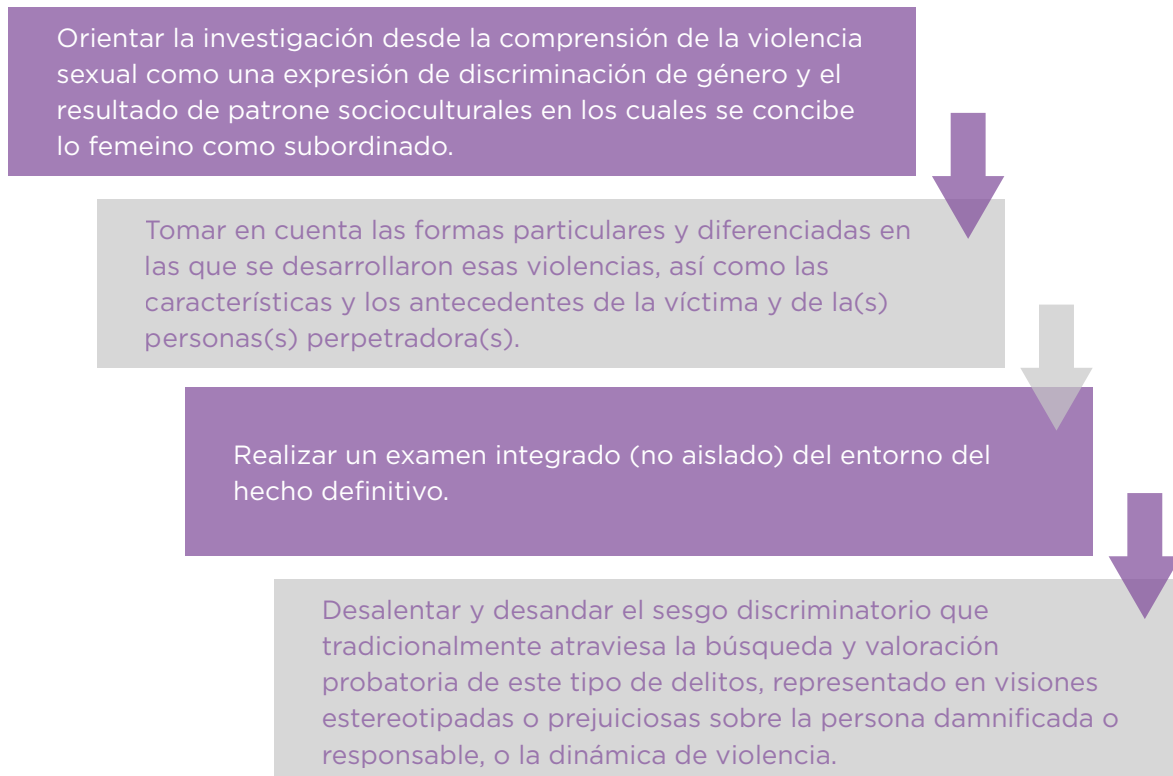 Orientar la investigación desde la comprensión de la violencia
sexual como una expresión de discriminación de género y el
resultado de patrone socioculturales en los cuales se concibe
lo femeino como subordinado.
Tomar en cuenta las formas particulares y diferenciadas en
las que se desarrollaron esas violencias, así como las
características y los antecedentes de la víctima y de la(s)
personas(s) perpetradora(s).
Realizar un examen integrado (no aislado) del entorno del
hecho definitivo.
Desalentar y desandar el sesgo discriminatorio que
tradicionalmente atraviesa la búsqueda y valoración
probatoria de este tipo de delitos, representado en visiones
estereotipadas o prejuiciosas sobre la persona damnificada o
responsable, o la dinámica de violencia.